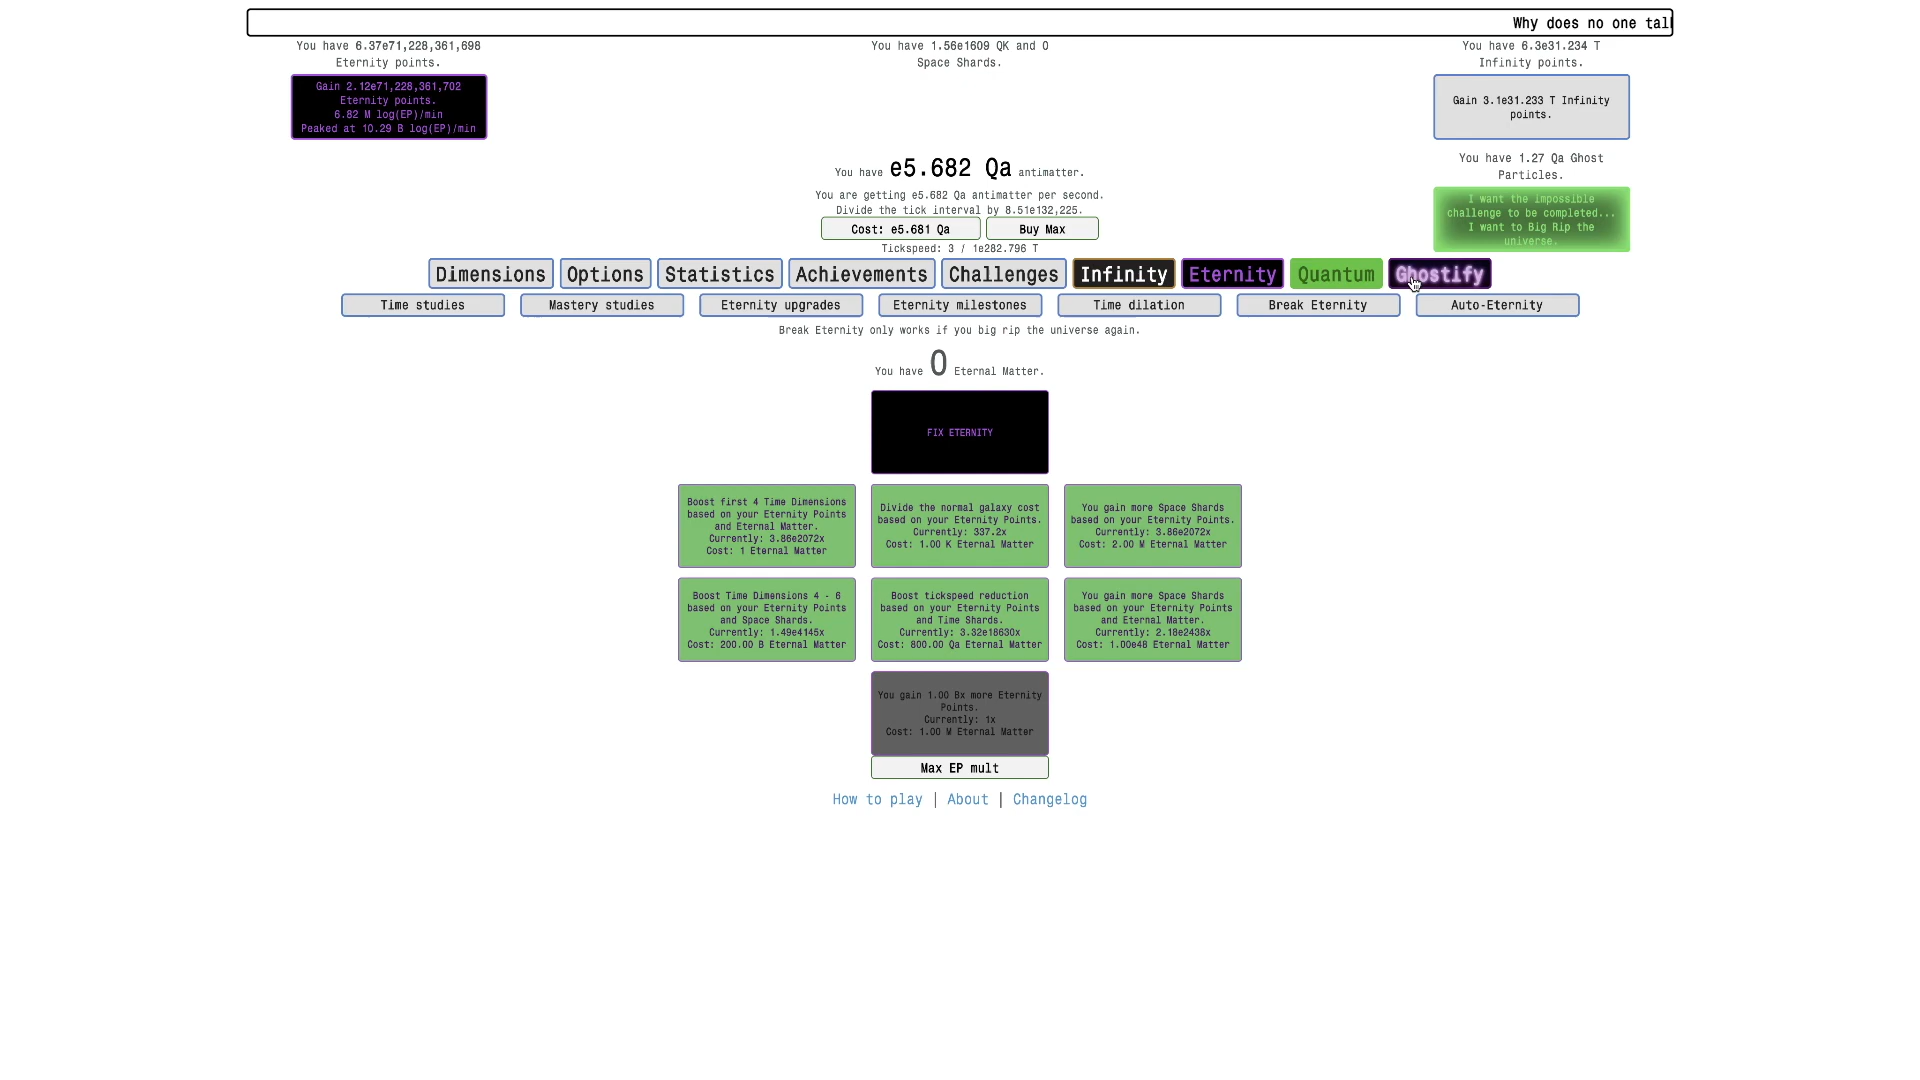 Why does no one tal
You have 6.37e71,228,361,698
Eternity points.
Gain 2.12e71,228,361,702
Eternity points.
6.82 M log(EP)/min
Peaked at 10.29 B log(EP)/min
You have 1.56e1609 QK and 0
Space Shards.
You have 6.3e31.234 T
Infinity points.
Gain 3.1e31.233 T Infinity
points.
You have 1.27 Qa Ghost
Particles.
I want the impossible
challenge to be completed...
I want to Big Rip the
universe.
You have e5.682 Qa antimatter.
You are getting e5.682 Qa antimatter per second.
Divide the tick interval by 8.51e132,225.
Cost: e5.681 Qa
Buy Max
Tickspeed: 3 / 1e282.796 T
Dimensions
Options
Statistics
Achievements
Challenges
Infinity
Eternity
Quantum
Ghostify
Time studies
Mastery studies
Eternity upgrades
Eternity milestones
Time dilation
Break Eternity
Auto-Eternity
Break Eternity only works if you big rip the universe again.
You have 0 Eternal Matter.
FIX ETERNITY
Boost first 4 Time Dimensions
based on your Eternity Points
and Eternal Matter.
Currently: 3.86e2072x
Cost: 1 Eternal Matter
Divide the normal galaxy cost
based on your Eternity Points.
Currently: 337.2x
Cost: 1.00 K Eternal Matter
You gain more Space Shards
based on your Eternity Points.
Currently: 3.86e2072x
Cost: 2.00 M Eternal Matter
Boost Time Dimensions 4 - 6
based on your Eternity Points
and Space Shards.
Currently: 1.49e4145x
Cost: 200.00 B Eternal Matter
Boost tickspeed reduction
based on your Eternity Points
and Time Shards.
Currently: 3.32e18630x
Cost: 800.00 Qa Eternal Matter
You gain more Space Shards
based on your Eternity Points
and Eternal Matter.
Currently: 2.18e2438x
Cost: 1.00e48 Eternal Matter
You gain 1.00 Bx more Eternity
Points.
Currently: 1x
Cost: 1.00 M Eternal Matter
Max EP mult
How to play | About | Changelog